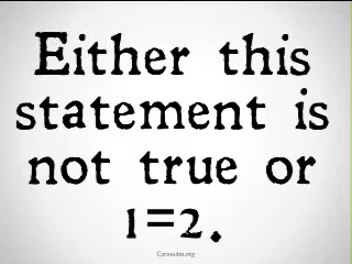 Either this
statement is
not true or
1=2.
Carneades.org